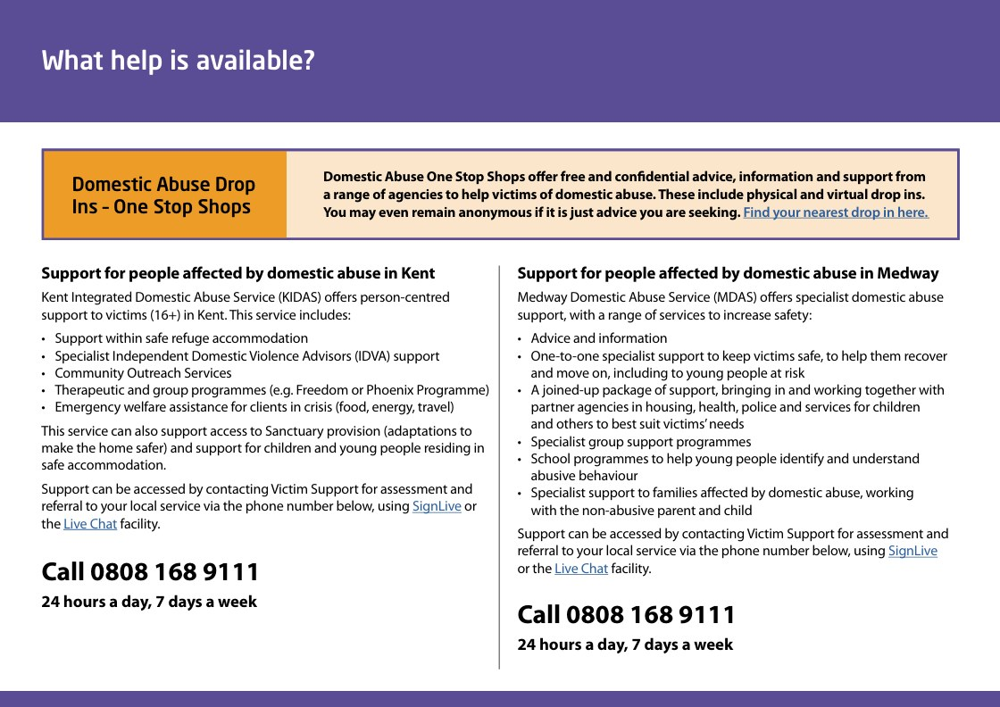 What help is available?
Domestic Abuse Drop
Ins – One Stop Shops
Domestic Abuse One Stop Shops offer free and confidential advice, information and support from
a range of agencies to help victims of domestic abuse. These include physical and virtual drop ins.
You may even remain anonymous if it is just advice you are seeking. Find your nearest drop in here.
Support for people affected by domestic abuse in Kent
Kent Integrated Domestic Abuse Service (KIDAS) offers person-centred
support to victims (16+) in Kent. This service includes:
• Support within safe refuge accommodation
• Specialist Independent Domestic Violence Advisors (IDVA) support
• Community Outreach Services
• Therapeutic and group programmes (e.g. Freedom or Phoenix Programme)
• Emergency welfare assistance for clients in crisis (food, energy, travel)
This service can also support access to Sanctuary provision (adaptations to
make the home safer) and support for children and young people residing in
safe accommodation.
Support can be accessed by contacting Victim Support for assessment and
referral to your local service via the phone number below, using SignLive or
the Live Chat facility.
Call 0808 168 9111
24 hours a day, 7 days a week
Support for people affected by domestic abuse in Medway
Medway Domestic Abuse Service (MDAS) offers specialist domestic abuse
support, with a range of services to increase safety:
• Advice and information
• One-to-one specialist support to keep victims safe, to help them recover
and move on, including to young people at risk
• A joined-up package of support, bringing in and working together with
partner agencies in housing, health, police and services for children
and others to best suit victims’ needs
• Specialist group support programmes
• School programmes to help young people identify and understand
abusive behaviour
• Specialist support to families affected by domestic abuse, working
with the non-abusive parent and child
Support can be accessed by contacting Victim Support for assessment and
referral to your local service via the phone number below, using SignLive
or the Live Chat facility.
Call 0808 168 9111
24 hours a day, 7 days a week